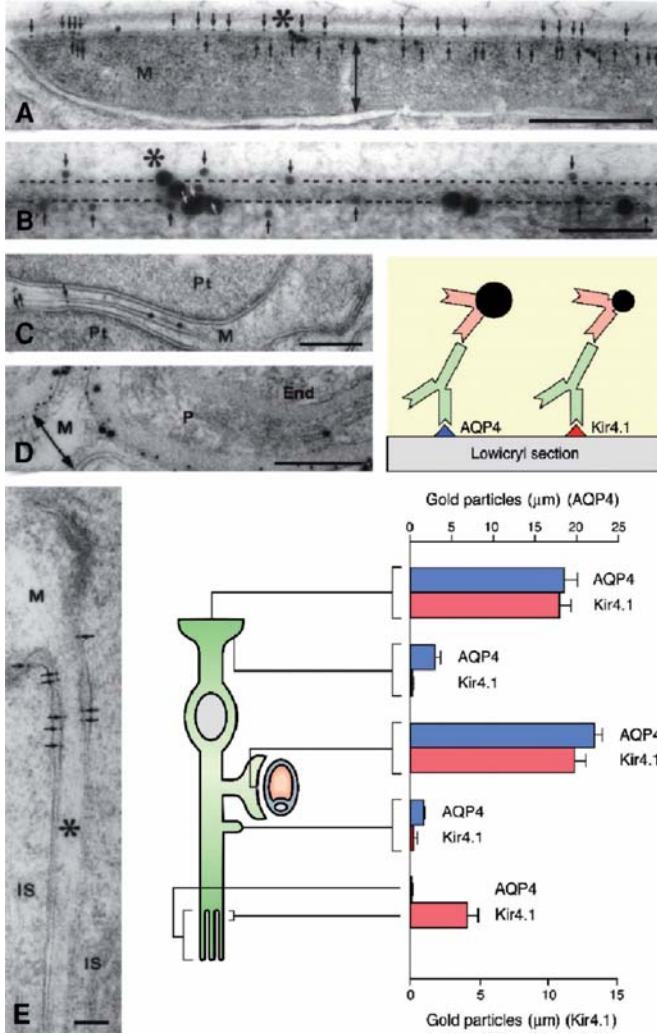 M
*
A
*
B
Pt
Pt
M
C
M
P
End
D
AQP4
Kir4.1
Lowicryl section
M
*
IS
IS
E
Gold particles (μm) (AQP4)
0 5 10 15 20 25
AQP4
Kir4.1
AQP4
Kir4.1
AQP4
Kir4.1
AQP4
Kir4.1
AQP4
Kir4.1
0 5 10 15
Gold particles (μm) (Kir4.1)